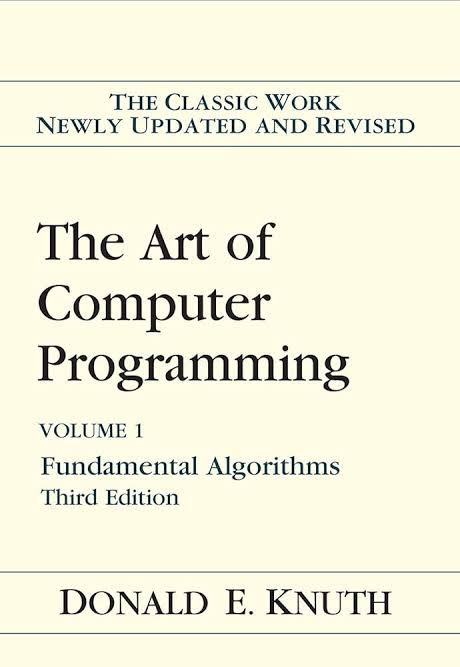 THE CLASSIC WORK
NEWLY UPDATED AND REVISED
The Art of
Computer
Programming
VOLUME 1
Fundamental Algorithms
Third Edition
DONALD E. KNUTH